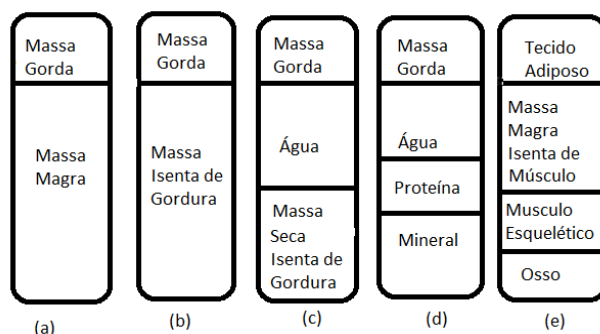 Massa
Gorda
Massa
Magra
(a)
Massa
Gorda
Massa
Isenta de
Gordura
(b)
Massa
Gorda
Água
Massa
Seca
Isenta de
Gordura
(c)
Massa
Gorda
Água
Proteína
Mineral
(d)
Tecido
Adiposo
Massa
Magra
Isenta de
Músculo
Musculo
Esquelético
Osso
(e)